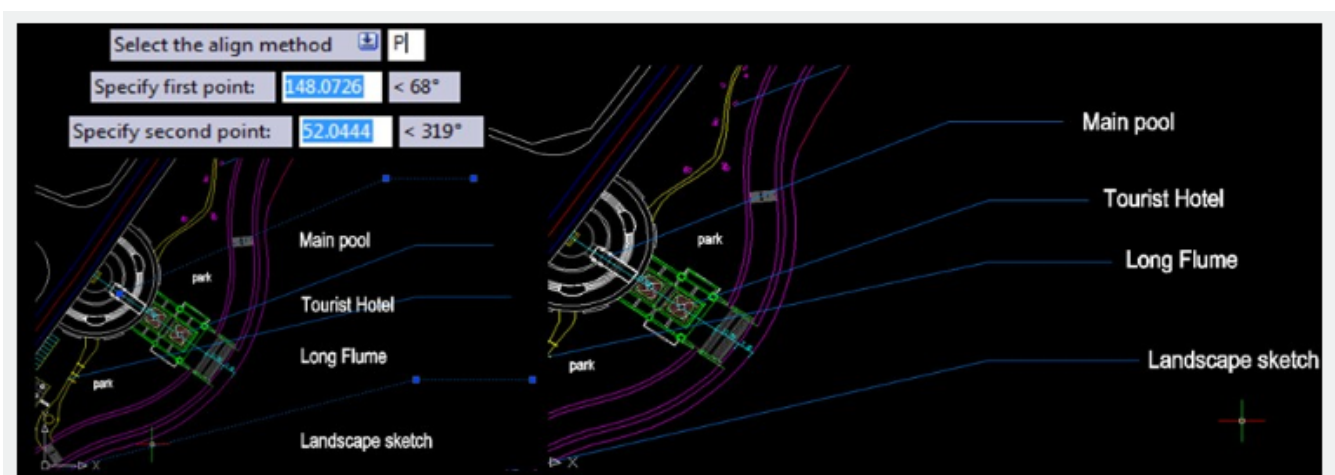 Select the align method P
Specify first point: 148.0726 < 68°
Specify second point: 52.0444 < 319°
Main pool
park
Tourist Hotel
Long Flume
park
Landscape sketch
X
Main pool
Tourist Hotel
park
Long Flume
park
Landscape sketch
X